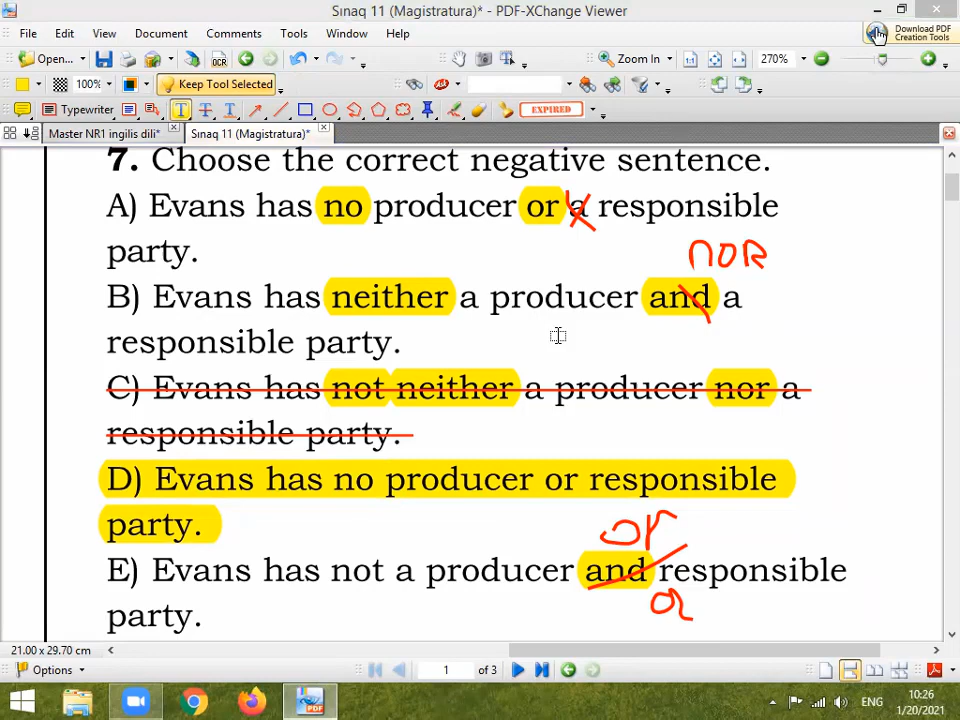 Sınaq 11 (Magistratura)* - PDF-XChange Viewer
File Edit View Document Comments Tools Window Help
Download PDF Creation Tools
Open... OCR Zoom In 1:1 270%
100% Keep Tool Selected
Typewriter T T T EXPIRED
Master NR1 ingilis dili* x Sınaq 11 (Magistratura)* x
7. Choose the correct negative sentence.
A) Evans has no producer or a responsible
party.
nor
B) Evans has neither a producer and a
responsible party.
C) Evans has not neither a producer nor a
responsible party.
D) Evans has no producer or responsible
party.
or
E) Evans has not a producer and responsible
a
party.
21.00 x 29.70 cm
Options 1 of 3
ENG 10:26
1/20/2021